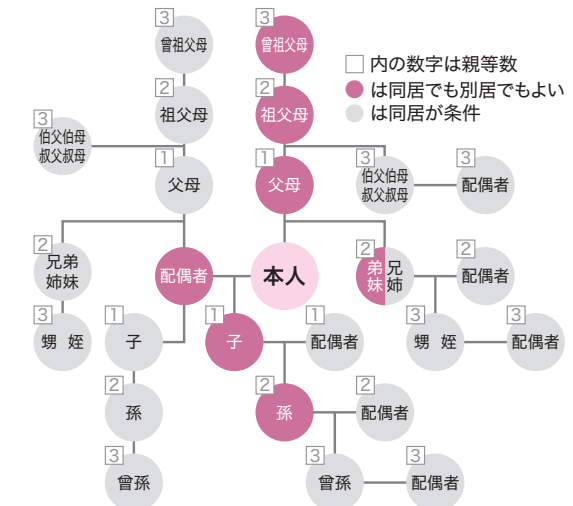 3
曾祖父母
3
曾祖父母
□内の数字は親等数
は同居でも別居でもよい
は同居が条件
2
祖父母
2
祖父母
3
伯父伯母
叔父叔母
1
父母
1
父母
3
伯父伯母
叔父叔母
3
配偶者
2
兄弟
姉妹
配偶者
本人
2
弟兄
妹姉
2
配偶者
3
甥 姪
1
子
1
子
1
配偶者
3
甥 姪
3
配偶者
2
孫
2
孫
2
配偶者
3
曾孫
3
曾孫
3
配偶者